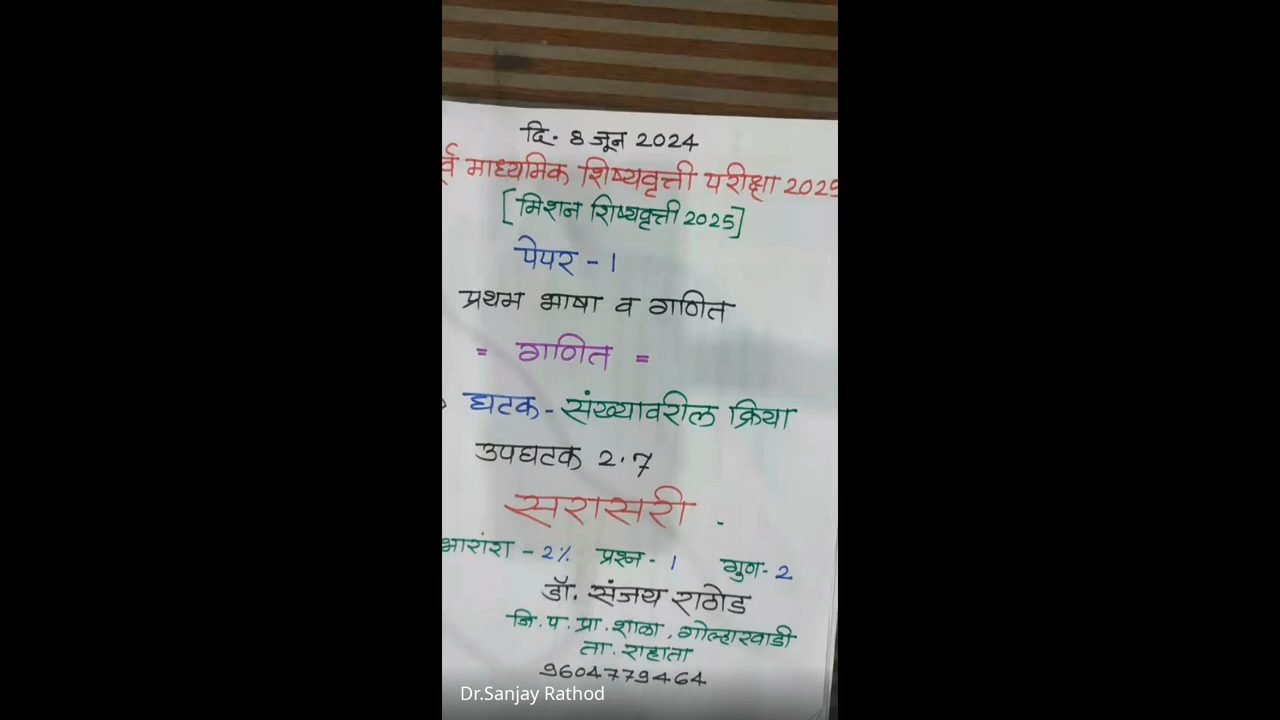 दि. 8 जून 2024
र्व माध्यमिक शिष्यवृत्ती परीक्षा 2025
[मिशन शिष्यवृत्ती 2025]
पेपर - 1
प्रथम भाषा व गणित
= गणित =
घटक - संख्यावरील क्रिया
उपघटक 2.7
सरासरी .
भारांश - 2% प्रश्न - 1 गुण - 2
डॉ. संजय राठोड
जि. प. प्रा. शाळा, गोल्हारवाडी
ता. राहाता
9604779464
Dr.Sanjay Rathod